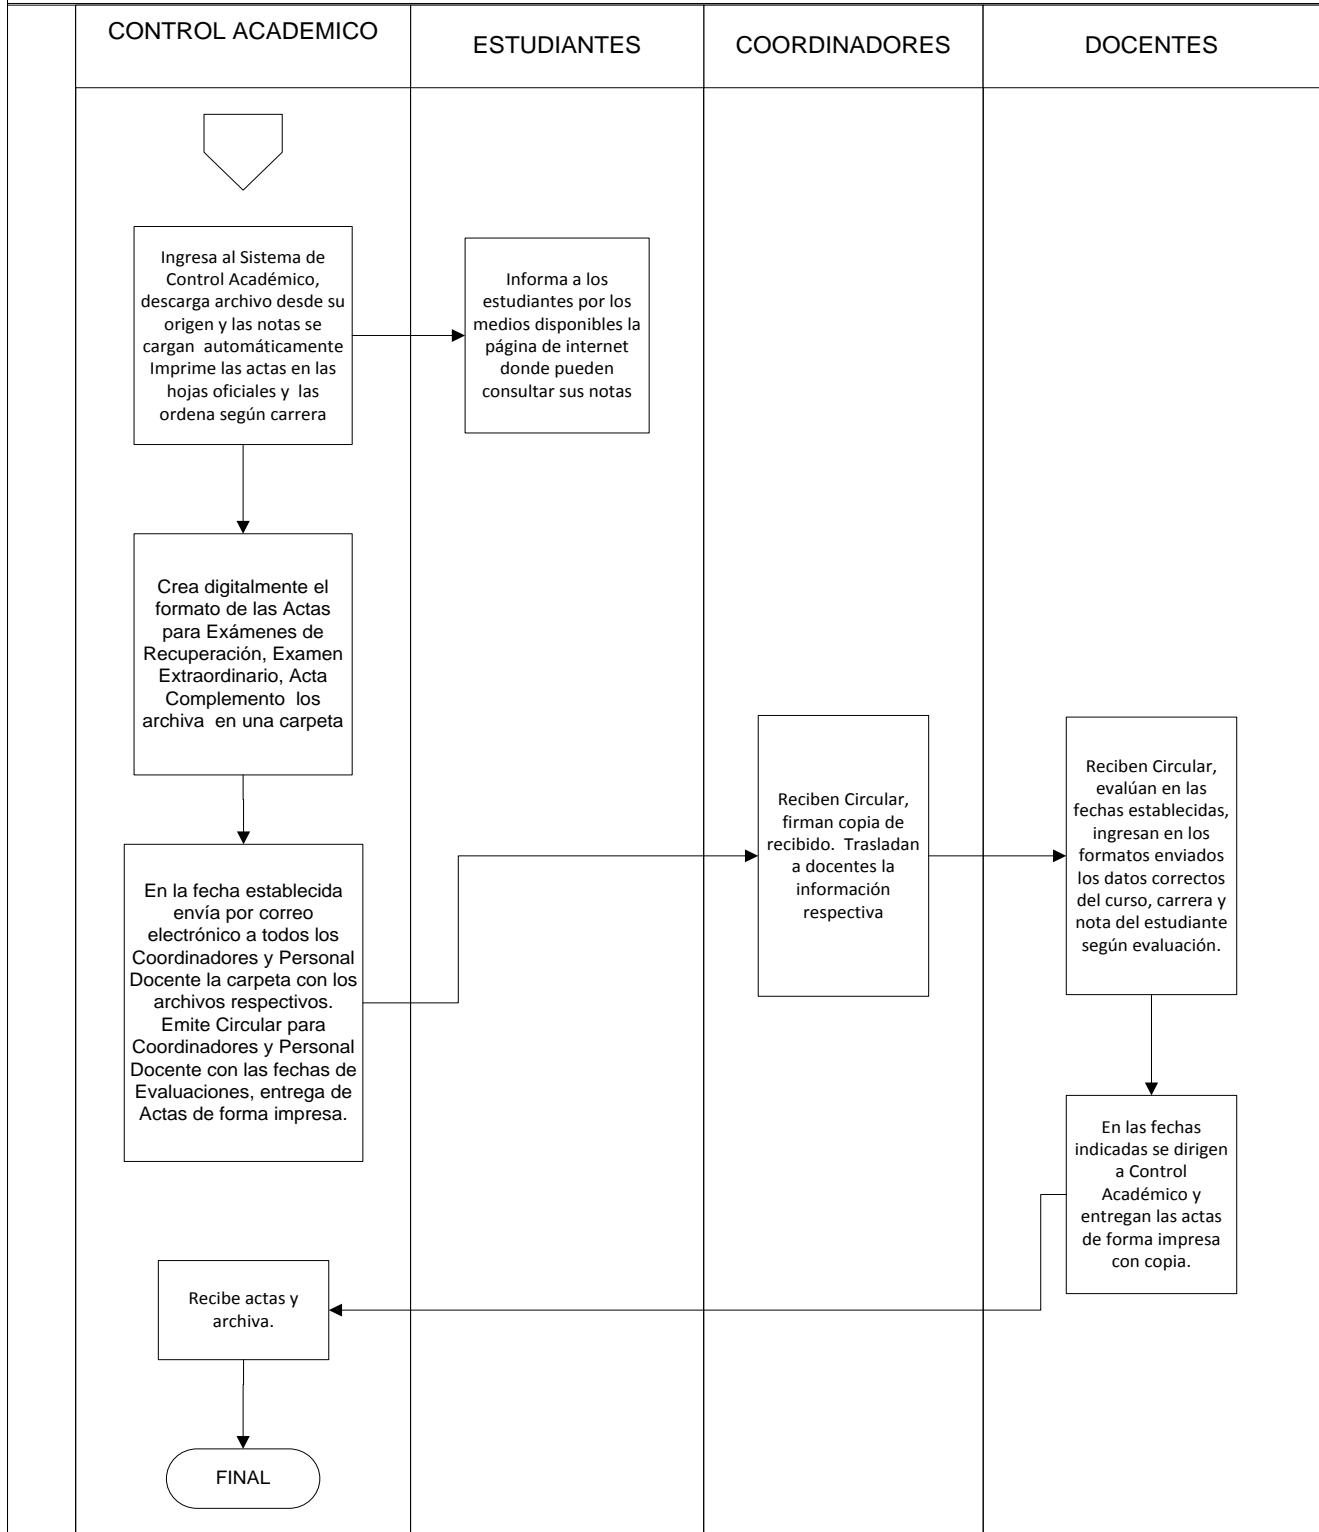 CONTROL ACADEMICO
ESTUDIANTES
COORDINADORES
DOCENTES
Ingresa al Sistema de
Control Académico,
descarga archivo desde su
origen y las notas se
cargan automáticamente
Imprime las actas en las
hojas oficiales y las
ordena según carrera
Informa a los
estudiantes por los
medios disponibles la
página de internet
donde pueden
consultar sus notas
Crea digitalmente el
formato de las Actas
para Exámenes de
Recuperación, Examen
Extraordinario, Acta
Complemento los
archiva en una carpeta
En la fecha establecida
envía por correo
electrónico a todos los
Coordinadores y Personal
Docente la carpeta con los
archivos respectivos.
Emite Circular para
Coordinadores y Personal
Docente con las fechas de
Evaluaciones, entrega de
Actas de forma impresa.
Reciben Circular,
firman copia de
recibido. Trasladan
a docentes la
información
respectiva
Reciben Circular,
evalúan en las
fechas establecidas,
ingresan en los
formatos enviados
los datos correctos
del curso, carrera y
nota del estudiante
según evaluación.
En las fechas
indicadas se dirigen
a Control
Académico y
entregan las actas
de forma impresa
con copia.
Recibe actas y
archiva.
FINAL